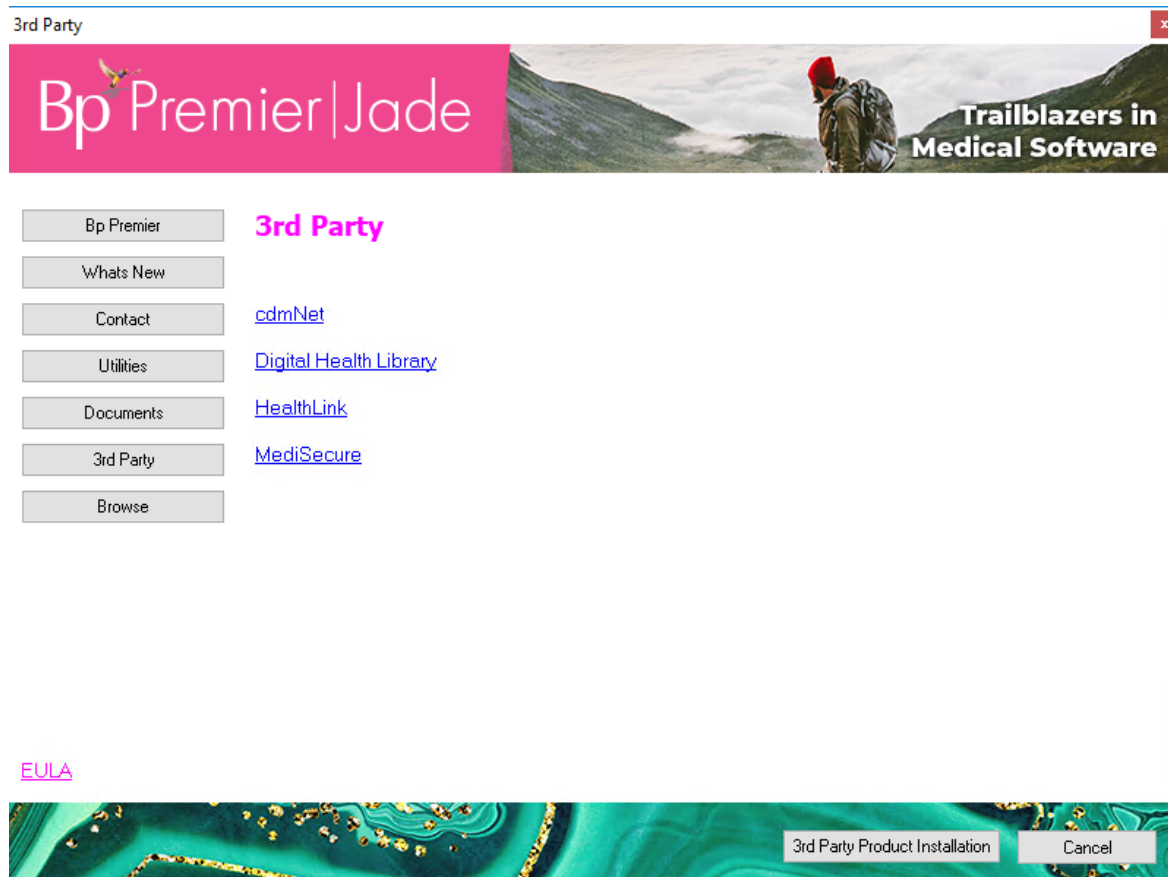 3rd Party
x
Bp Premier|Jade
Trailblazers in
Medical Software
Bp Premier
3rd Party
Whats New
Contact
cdmNet
Utilities
Digital Health Library
Documents
HealthLink
3rd Party
MediSecure
Browse
EULA
3rd Party Product Installation
Cancel